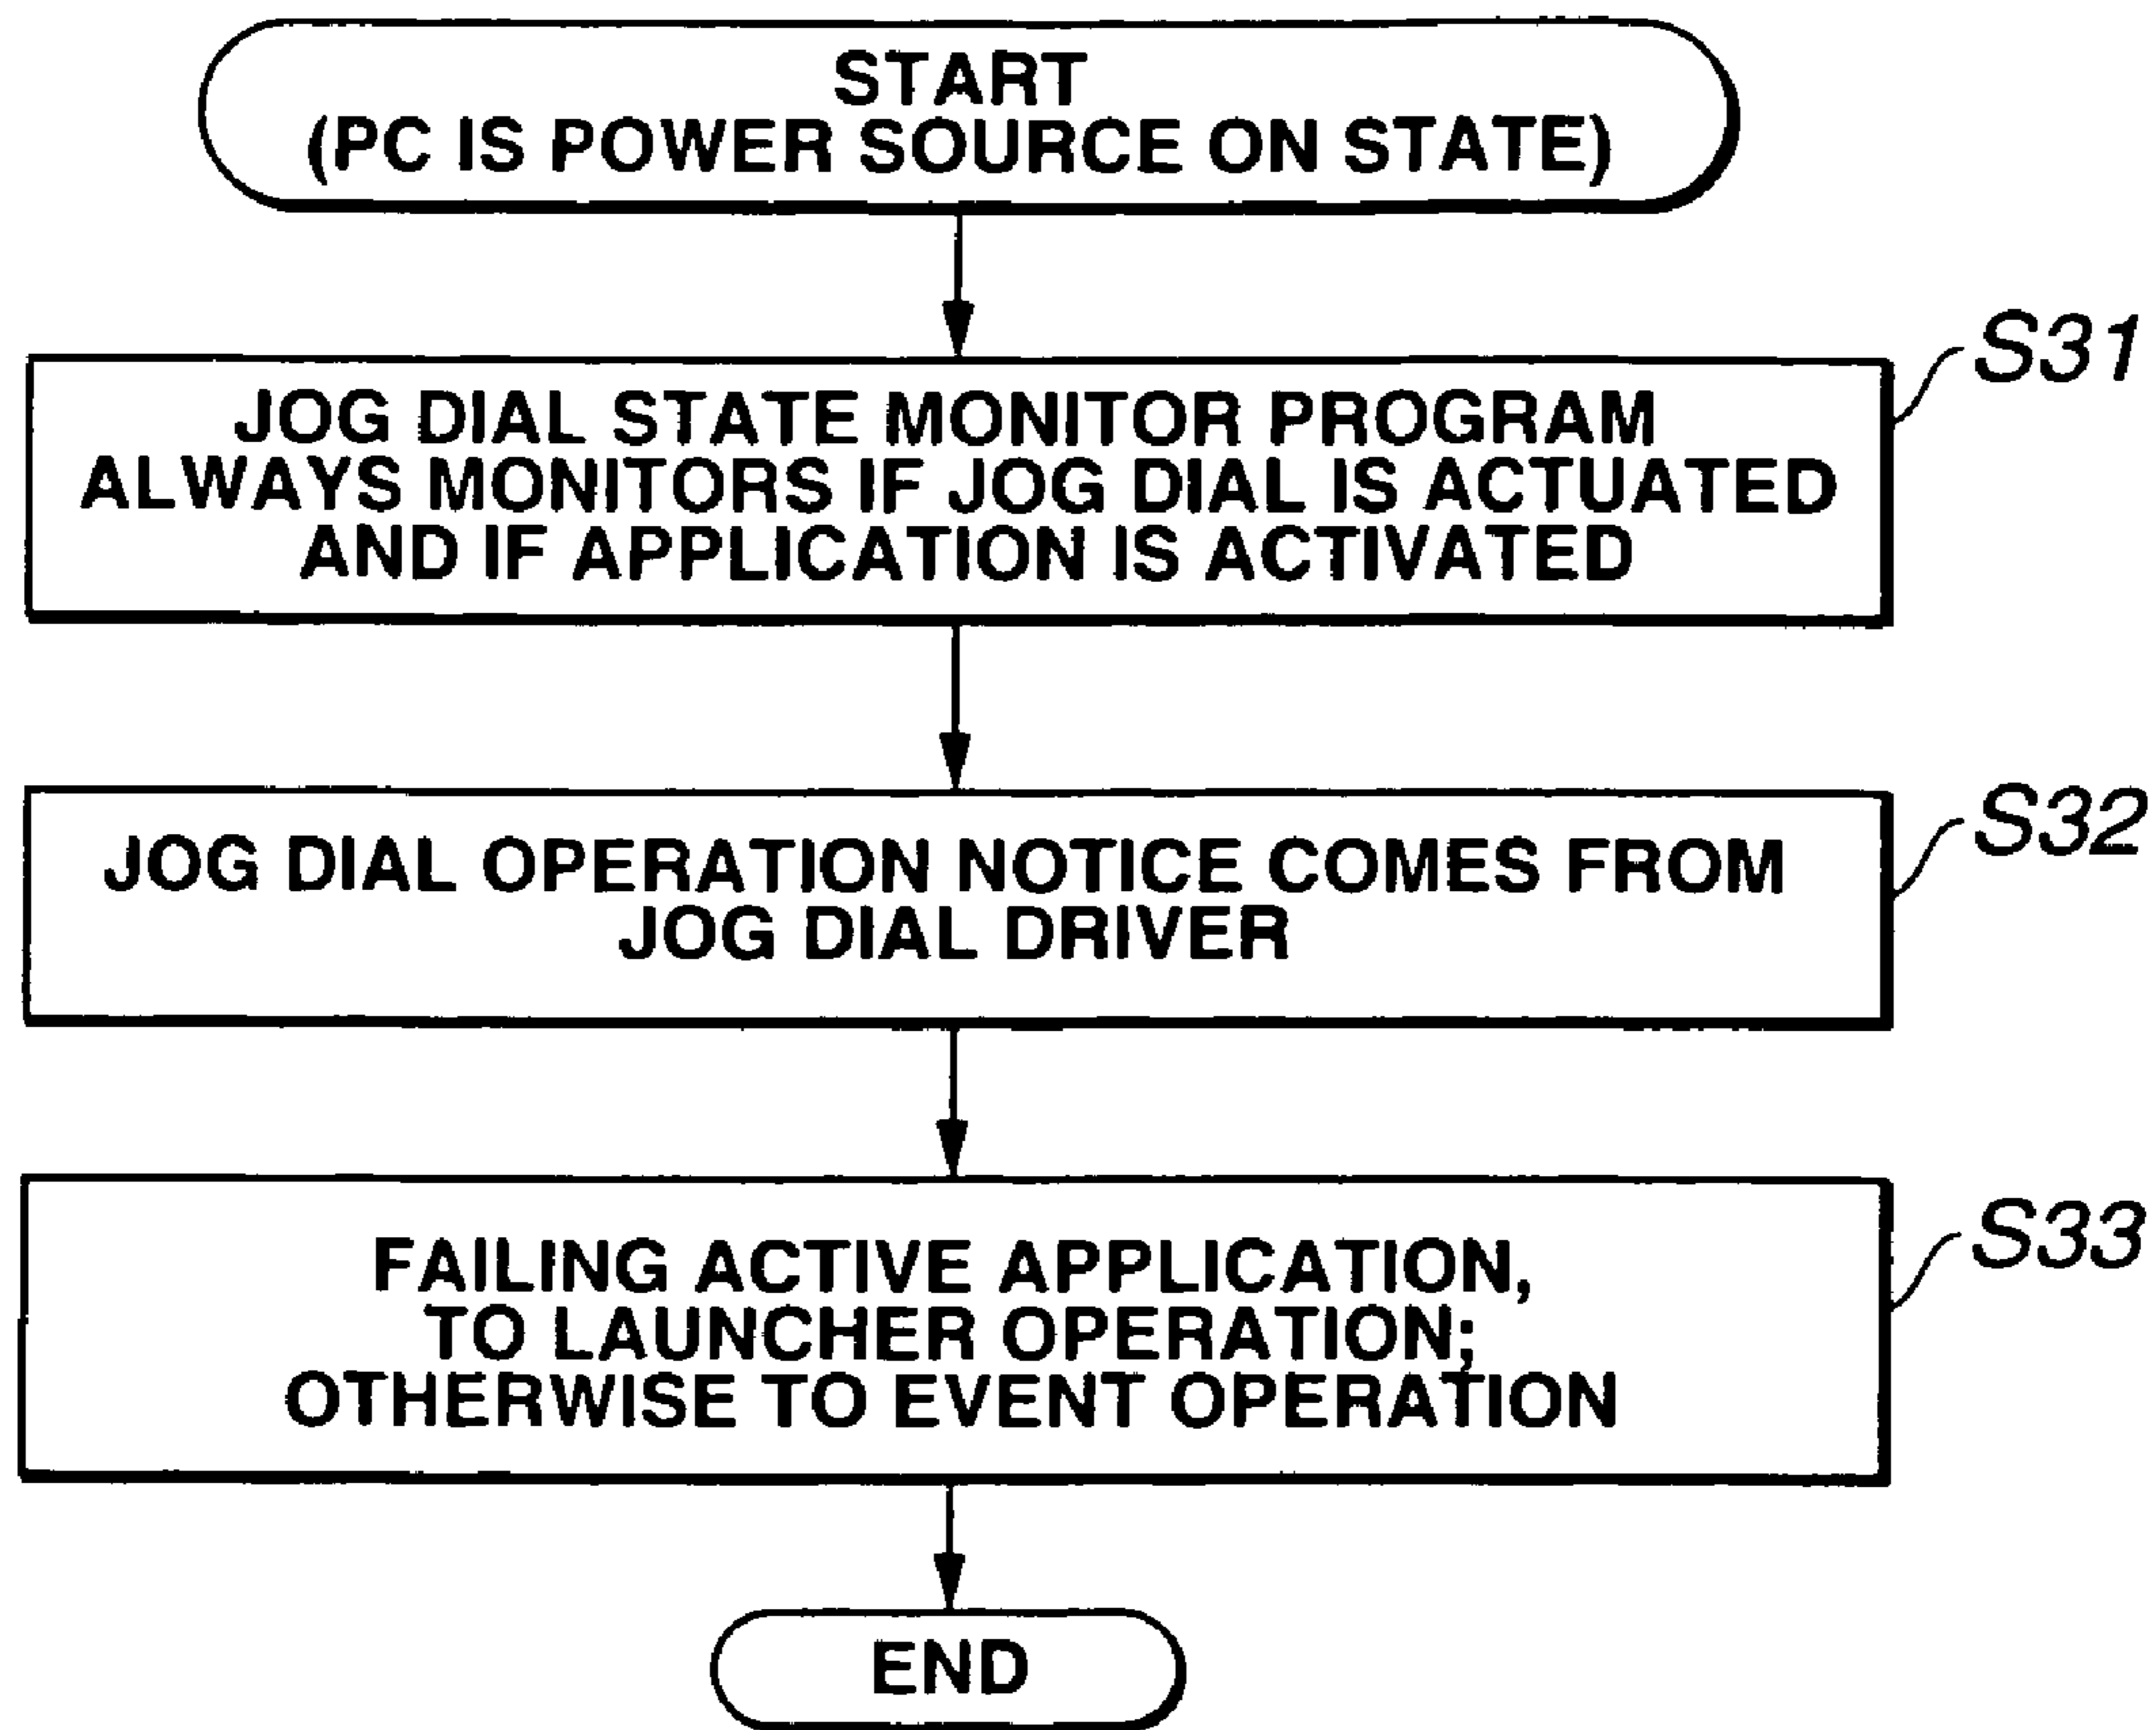 START
(PC IS POWER SOURCE ON STATE)
S31
JOG DIAL STATE MONITOR PROGRAM
ALWAYS MONITORS IF JOG DIAL IS ACTUATED
AND IF APPLICATION IS ACTIVATED
S32
JOG DIAL OPERATION NOTICE COMES FROM
JOG DIAL DRIVER
S33
FAILING ACTIVE APPLICATION,
TO LAUNCHER OPERATION;
OTHERWISE TO EVENT OPERATION
END